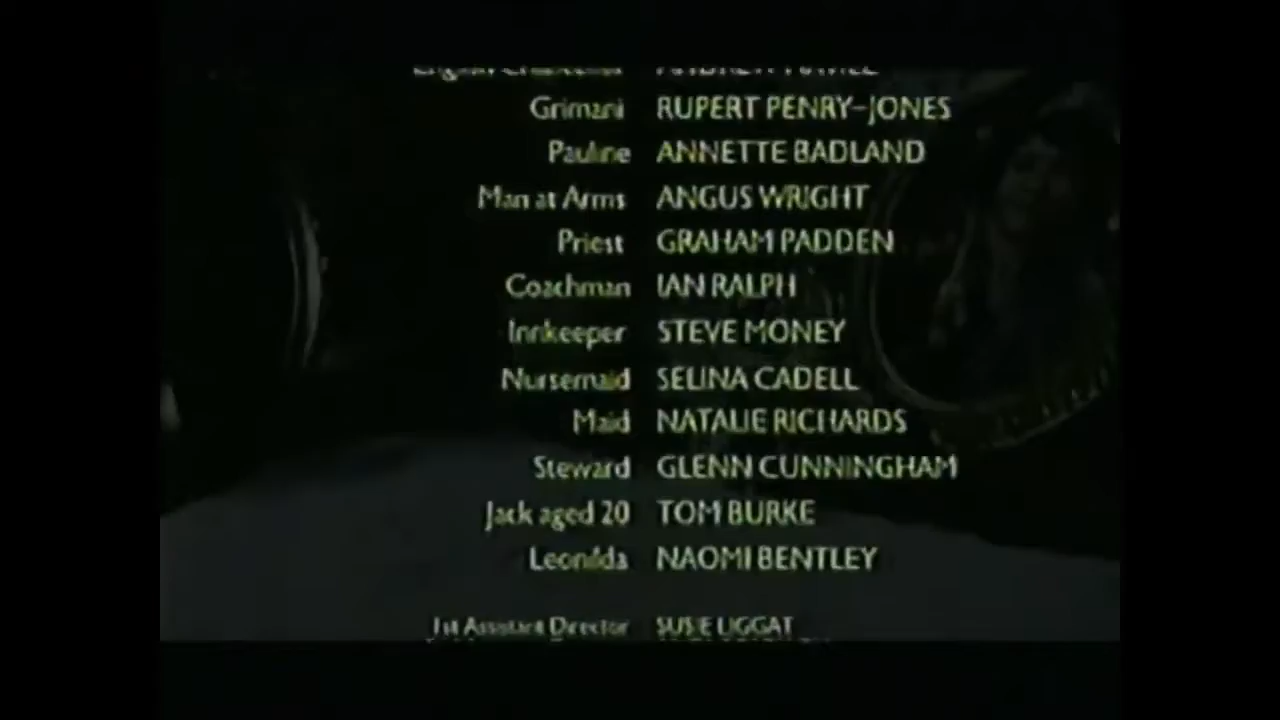 Grimani RUPERT PENRY-JONES
Pauline ANNETTE BADLAND
Man at Arms ANGUS WRIGHT
Priest GRAHAM PADDEN
Coachman IAN RALPH
Innkeeper STEVE MONEY
Nursemaid SELINA CADELL
Maid NATALIE RICHARDS
Steward GLENN CUNNINGHAM
Jack aged 20 TOM BURKE
Leonilda NAOMI BENTLEY
1st Assistant Director SUSIE LIGGAT